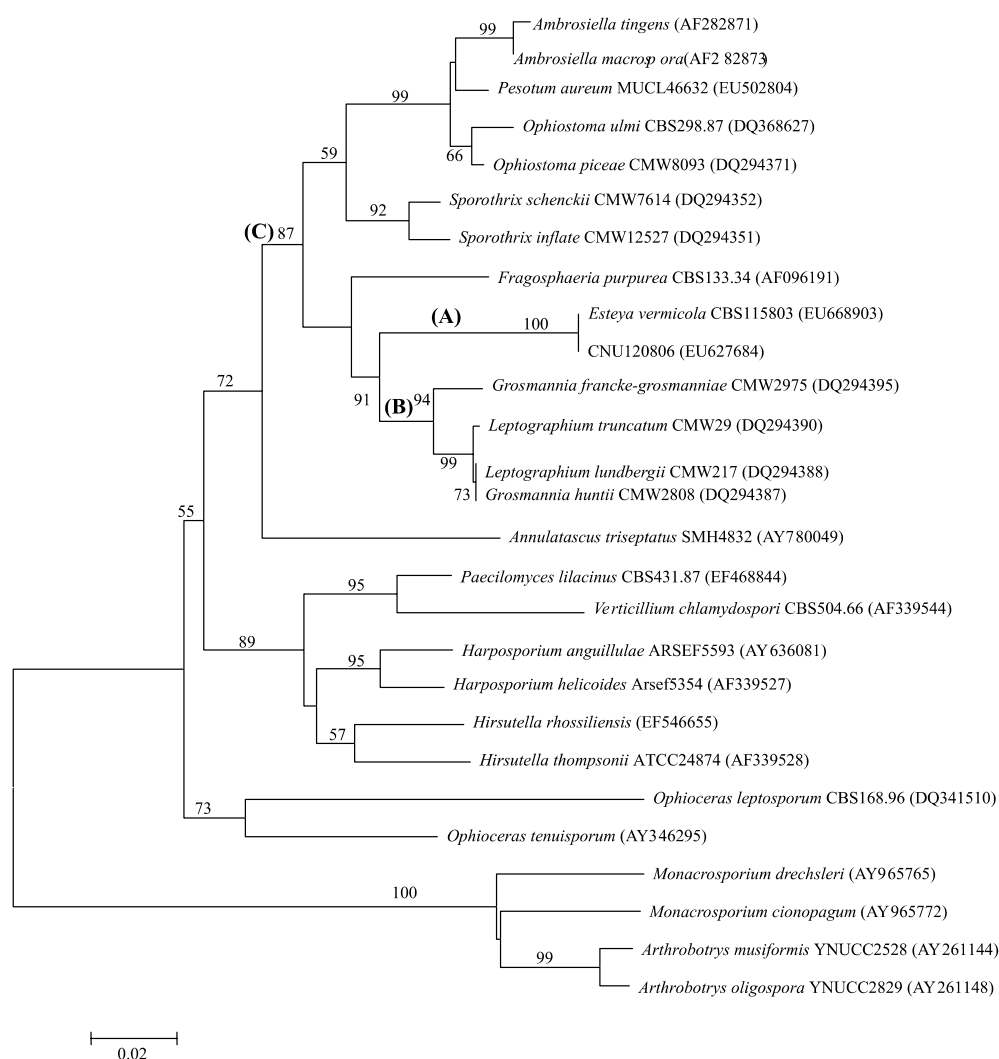 99
Ambrosiella tingens (AF282871)
Ambrosiella macrosp ora(AF2 82873)
Pesotum aureum MUCL46632 (EU502804)
99
Ophiostoma ulmi CBS298.87 (DQ368627)
66
Ophiostoma piceae CMW8093 (DQ294371)
59
Sporothrix schenckii CMW7614 (DQ294352)
92
Sporothrix inflate CMW12527 (DQ294351)
(C) 87
Fragosphaeria purpurea CBS133.34 (AF096191)
(A)
100
Esteya vermicola CBS115803 (EU668903)
CNU120806 (EU627684)
72
Grosmannia francke-grosmanniae CMW2975 (DQ294395)
91
(B) 94
Leptographium truncatum CMW29 (DQ294390)
99
Leptographium lundbergii CMW217 (DQ294388)
73
Grosmannia huntii CMW2808 (DQ294387)
55
Annulatascus triseptatus SMH4832 (AY780049)
95
Paecilomyces lilacinus CBS431.87 (EF468844)
Verticillium chlamydospori CBS504.66 (AF339544)
89
95
Harposporium anguillulae ARSEF5593 (AY636081)
Harposporium helicoides Arsef5354 (AF339527)
Hirsutella rhossiliensis (EF546655)
57
Hirsutella thompsonii ATCC24874 (AF339528)
Ophioceras leptosporum CBS168.96 (DQ341510)
73
Ophioceras tenuisporum (AY346295)
Monacrosporium drechsleri (AY965765)
100
Monacrosporium cionopagum (AY965772)
Arthrobotrys musiformis YNUCC2528 (AY261144)
99
Arthrobotrys oligospora YNUCC2829 (AY261148)
0.02